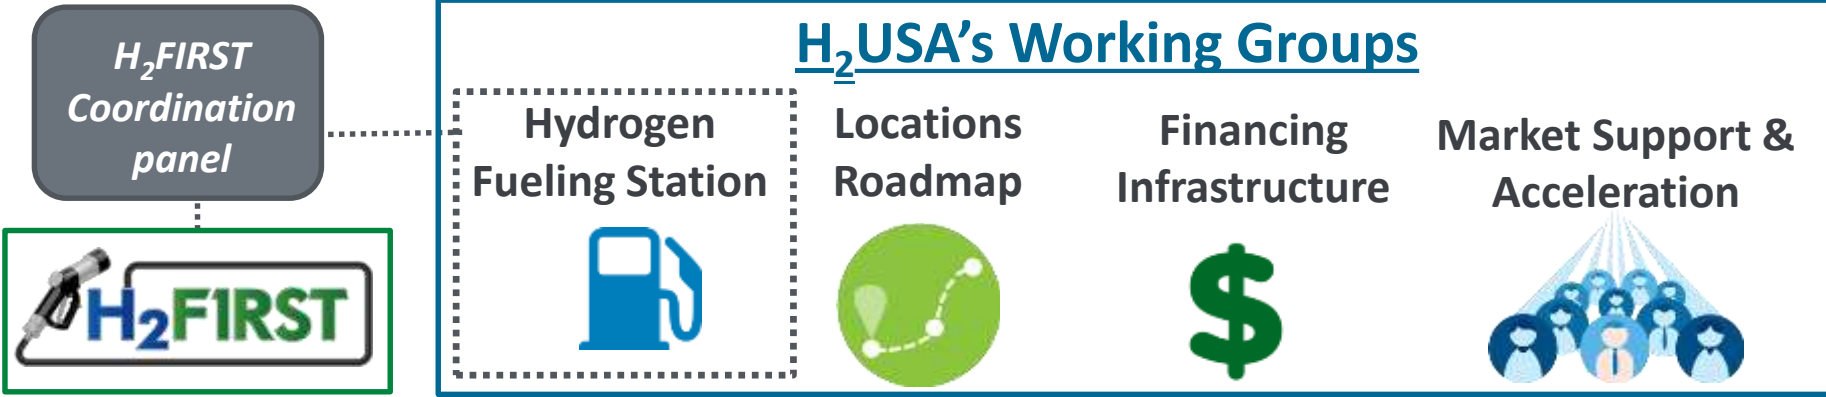 H₂FIRST
Coordination
panel
H₂FIRST
H₂USA’s Working Groups
Hydrogen
Fueling Station
Locations
Roadmap
Financing
Infrastructure
Market Support &
Acceleration